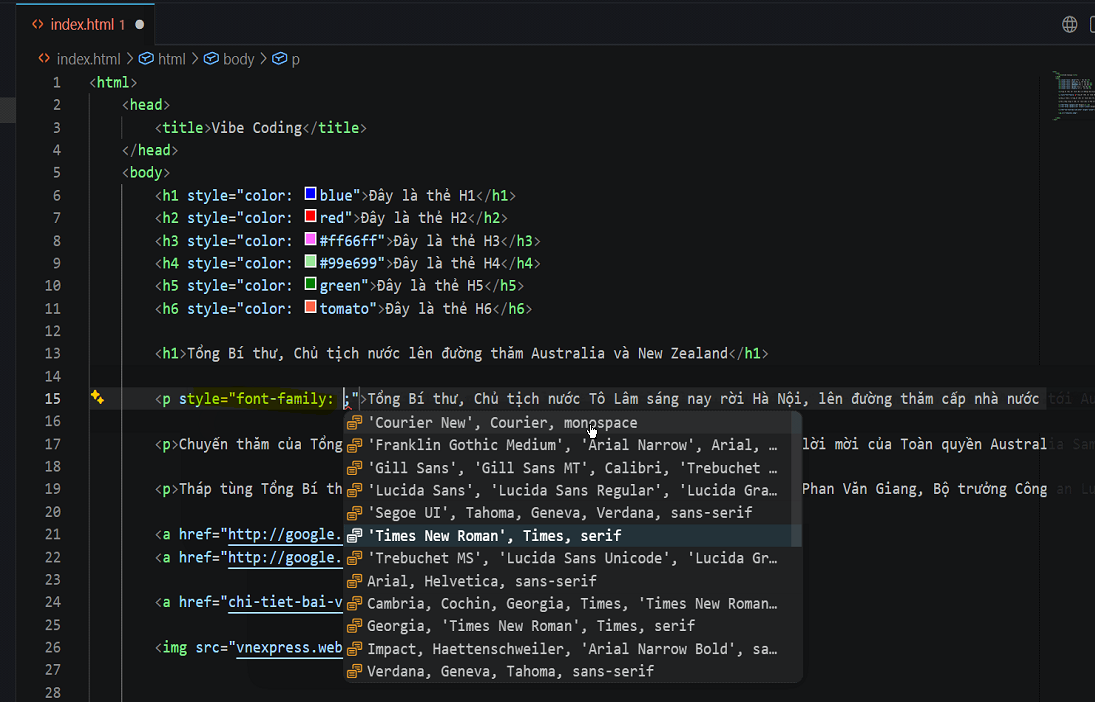 index.html 1
index.html > html > body > p
1 <html>
2 <head>
3 <title>Vibe Coding</title>
4 </head>
5 <body>
6 <h1 style="color: blue">Đây là thẻ H1</h1>
7 <h2 style="color: red">Đây là thẻ H2</h2>
8 <h3 style="color: #ff66ff">Đây là thẻ H3</h3>
9 <h4 style="color: #99e699">Đây là thẻ H4</h4>
10 <h5 style="color: green">Đây là thẻ H5</h5>
11 <h6 style="color: tomato">Đây là thẻ H6</h6>
12
13 <h1>Tổng Bí thư, Chủ tịch nước lên đường thăm Australia và New Zealand</h1>
14
15 <p style="font-family: ;">Tổng Bí thư, Chủ tịch nước Tô Lâm sáng nay rời Hà Nội, lên đường thăm cấp nhà nước tới Au
16 'Courier New', Courier, monospace
17 <p>Chuyến thăm của Tổng 'Franklin Gothic Medium', 'Arial Narrow', Arial, … lời mời của Toàn quyền Australia Sam
18 'Gill Sans', 'Gill Sans MT', Calibri, 'Trebuchet …
19 <p>Tháp tùng Tổng Bí th 'Lucida Sans', 'Lucida Sans Regular', 'Lucida Gra… Phan Văn Giang, Bộ trưởng Công an Lư
20 'Segoe UI', Tahoma, Geneva, Verdana, sans-serif
21 <a href="http://google. 'Times New Roman', Times, serif
22 <a href="http://google. 'Trebuchet MS', 'Lucida Sans Unicode', 'Lucida Gr…
23 Arial, Helvetica, sans-serif
24 <a href="chi-tiet-bai-v Cambria, Cochin, Georgia, Times, 'Times New Roman…
25 Georgia, 'Times New Roman', Times, serif
26 <img src="vnexpress.web Impact, Haettenschweiler, 'Arial Narrow Bold', sa…
27 Verdana, Geneva, Tahoma, sans-serif
28